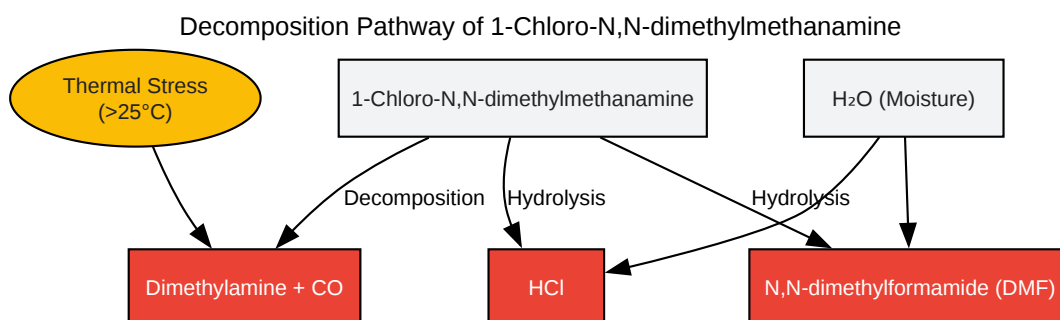 Decomposition Pathway of 1-Chloro-N,N-dimethylmethanamine
Thermal Stress
(>25°C)
1-Chloro-N,N-dimethylmethanamine
H₂O (Moisture)
Decomposition
Hydrolysis
Hydrolysis
Dimethylamine + CO
HCl
N,N-dimethylformamide (DMF)